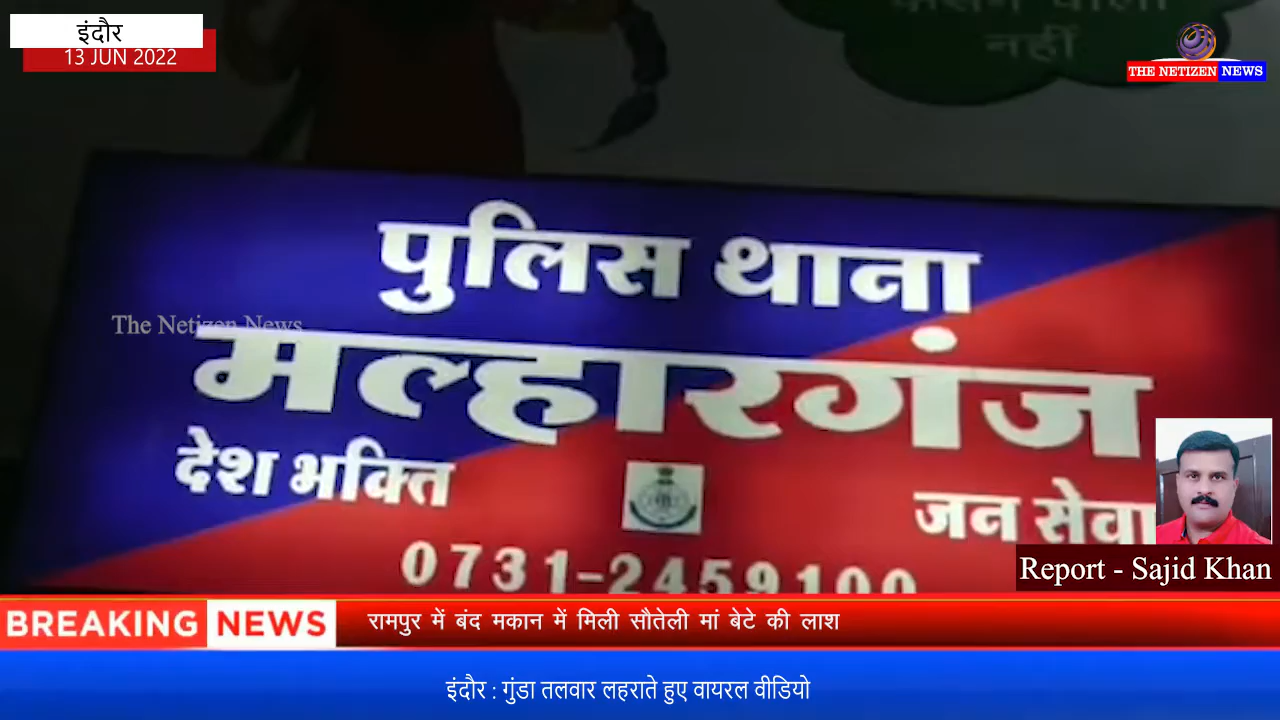 इंदौर
13 JUN 2022
नहीं
THE NETIZEN NEWS
पुलिस थाना
The Netizen News
मल्हारगंज
देश भक्ति
जन सेवा
0731-2459100
Report - Sajid Khan
BREAKING NEWS
रामपुर में बंद मकान में मिली सौतेली मां बेटे की लाश
इंदौर : गुंडा तलवार लहराते हुए वायरल वीडियो